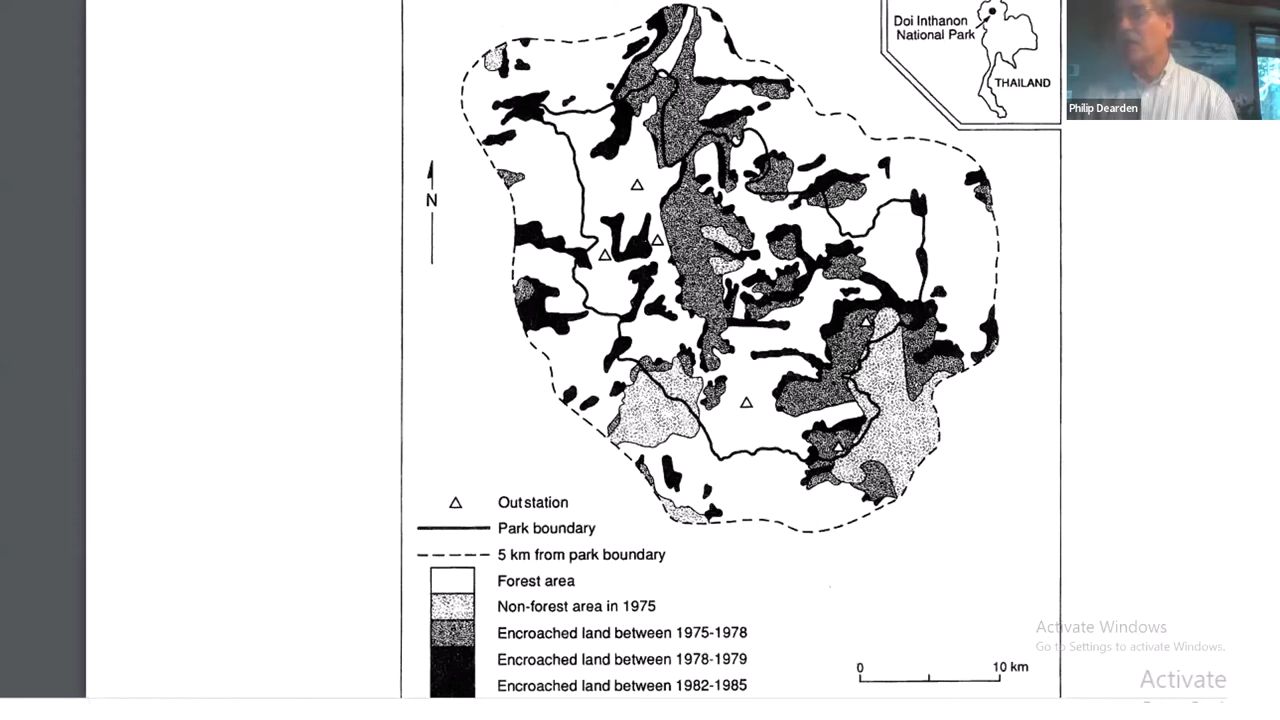 Doi Inthanon
National Park
THAILAND
Philip Dearden
N
Outstation
Park boundary
5 km from park boundary
Forest area
Non-forest area in 1975
Encroached land between 1975-1978
Encroached land between 1978-1979
Encroached land between 1982-1985
0 10 km
Activate Windows
Go to Settings to activate Windows.
Activate